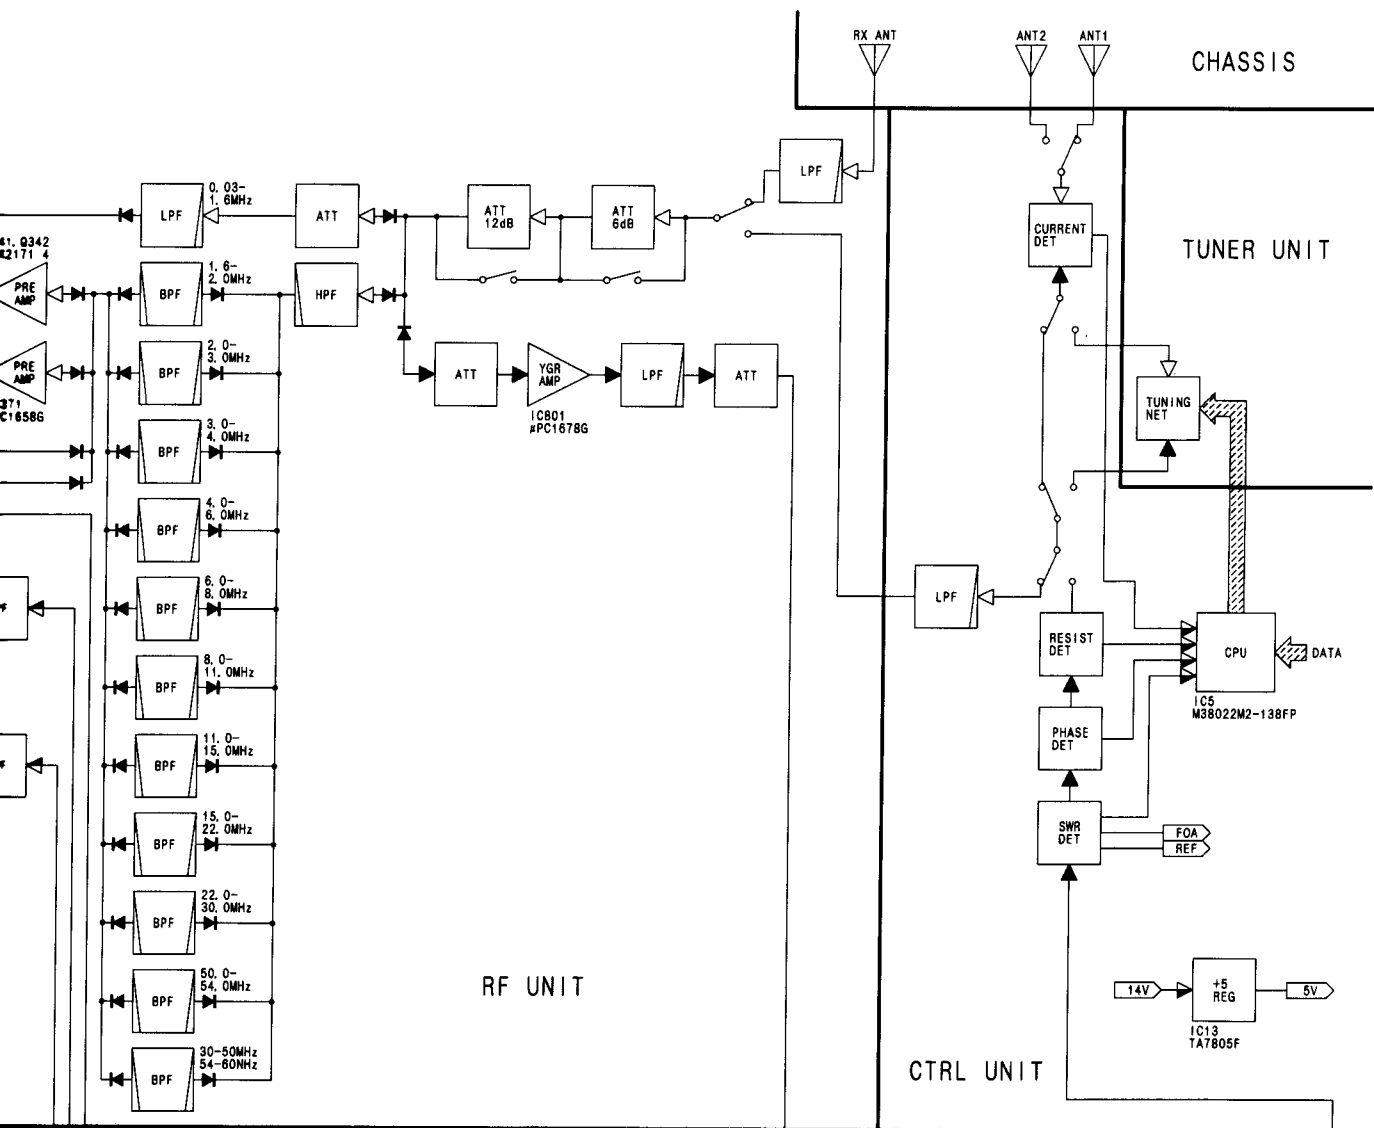 RX ANT
ANT2
ANT1
CHASSIS
LPF
TUNER UNIT
CURRENT
DET
0.03-
1.6MHz
LPF
ATT
ATT
12dB
ATT
6dB
Q342
2171 4
PRE
AMP
1.6-
2.0MHz
BPF
HPF
PRE
AMP
C1658G
2.0-
3.0MHz
BPF
ATT
YGR
AMP
IC801
μPC1678G
LPF
ATT
TUNING
NET
3.0-
4.0MHz
BPF
4.0-
6.0MHz
BPF
6.0-
8.0MHz
BPF
LPF
RESIST
DET
CPU
DATA
IC5
M38022M2-138FP
8.0-
11.0MHz
BPF
PHASE
DET
11.0-
15.0MHz
BPF
15.0-
22.0MHz
BPF
SWR
DET
FOA
REF
22.0-
30.0MHz
BPF
50.0-
54.0MHz
BPF
RF UNIT
14V
+5
REG
5V
IC13
TA7805F
30-50MHz
54-60NHz
BPF
CTRL UNIT